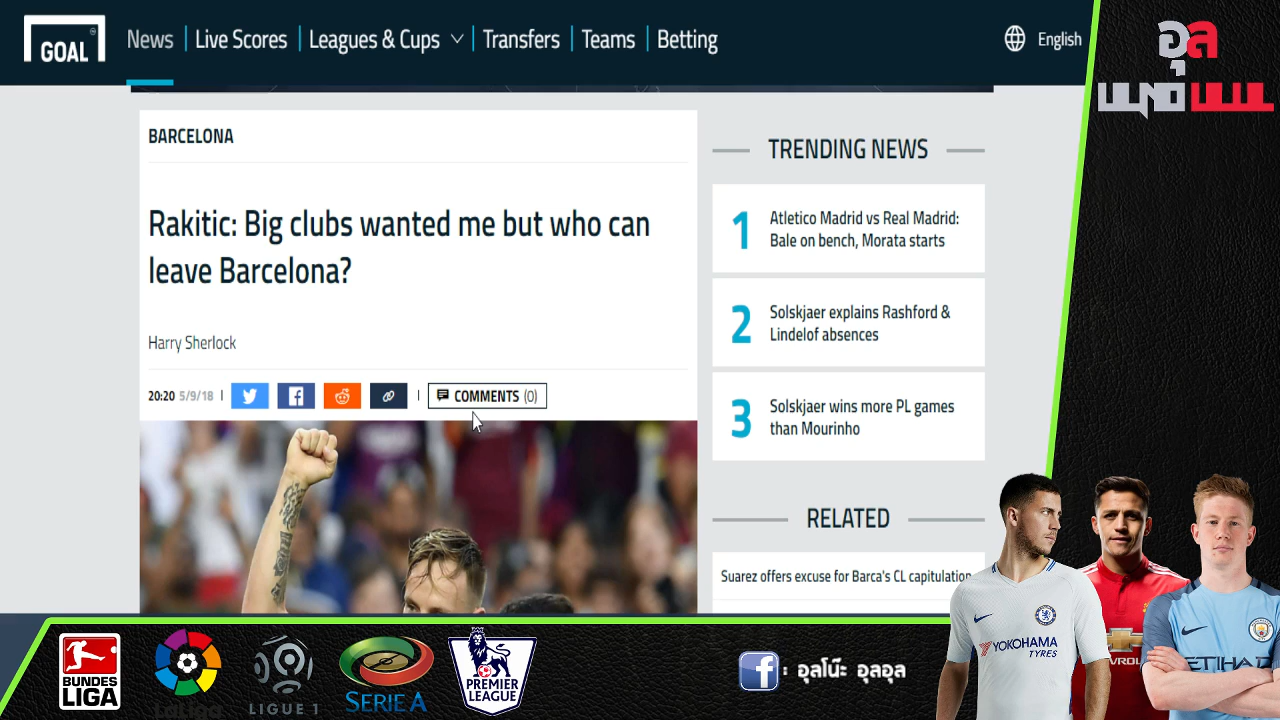 GOAL
News
Live Scores
Leagues & Cups
Transfers
Teams
Betting
English
อุล
BARCELONA
Rakitic: Big clubs wanted me but who can
leave Barcelona?
Harry Sherlock
20:20 5/9/18
COMMENTS (0)
TRENDING NEWS
1
Atletico Madrid vs Real Madrid:
Bale on bench, Morata starts
2
Solskjaer explains Rashford &
Lindelof absences
3
Solskjaer wins more PL games
than Mourinho
RELATED
Suarez offers excuse for Barca's CL capitulation
YOKOHAMA
TYRES
ETIHAD
BUNDES
LIGA
LaLiga
LIGUE 1
SERIE A
PREMIER
LEAGUE
f : อุลโน๊ะ อุลอุล